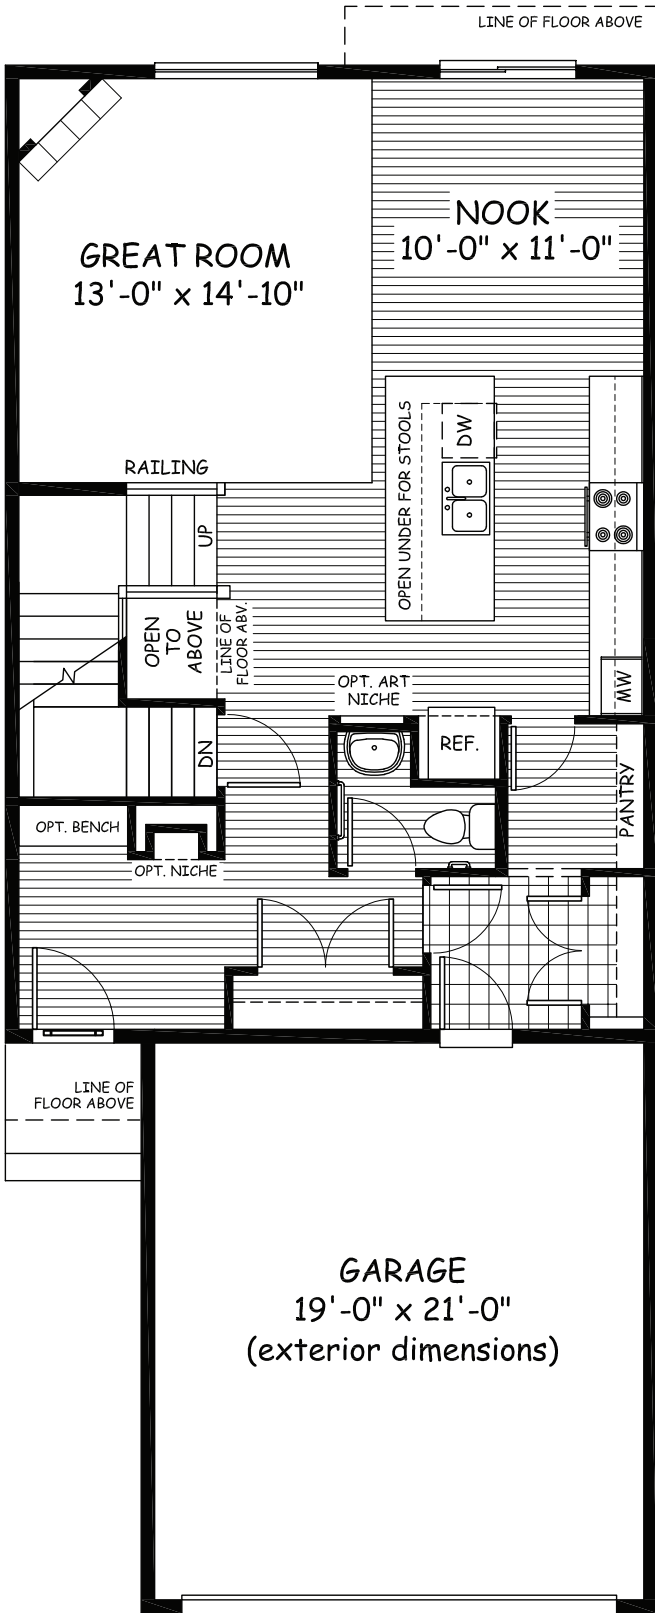 LINE OF FLOOR ABOVE
NOOK
10'-0" x 11'-0"
GREAT ROOM
13'-0" x 14'-10"
OPEN UNDER FOR STOOLS
DW
RAILING
UP
OPEN
TO
ABOVE
LINE OF
FLOOR ABV.
N
OPT. ART
NICHE
MW
REF.
DN
PANTRY
OPT. BENCH
OPT. NICHE
LINE OF
FLOOR ABOVE
GARAGE
19'-0" x 21'-0"
(exterior dimensions)